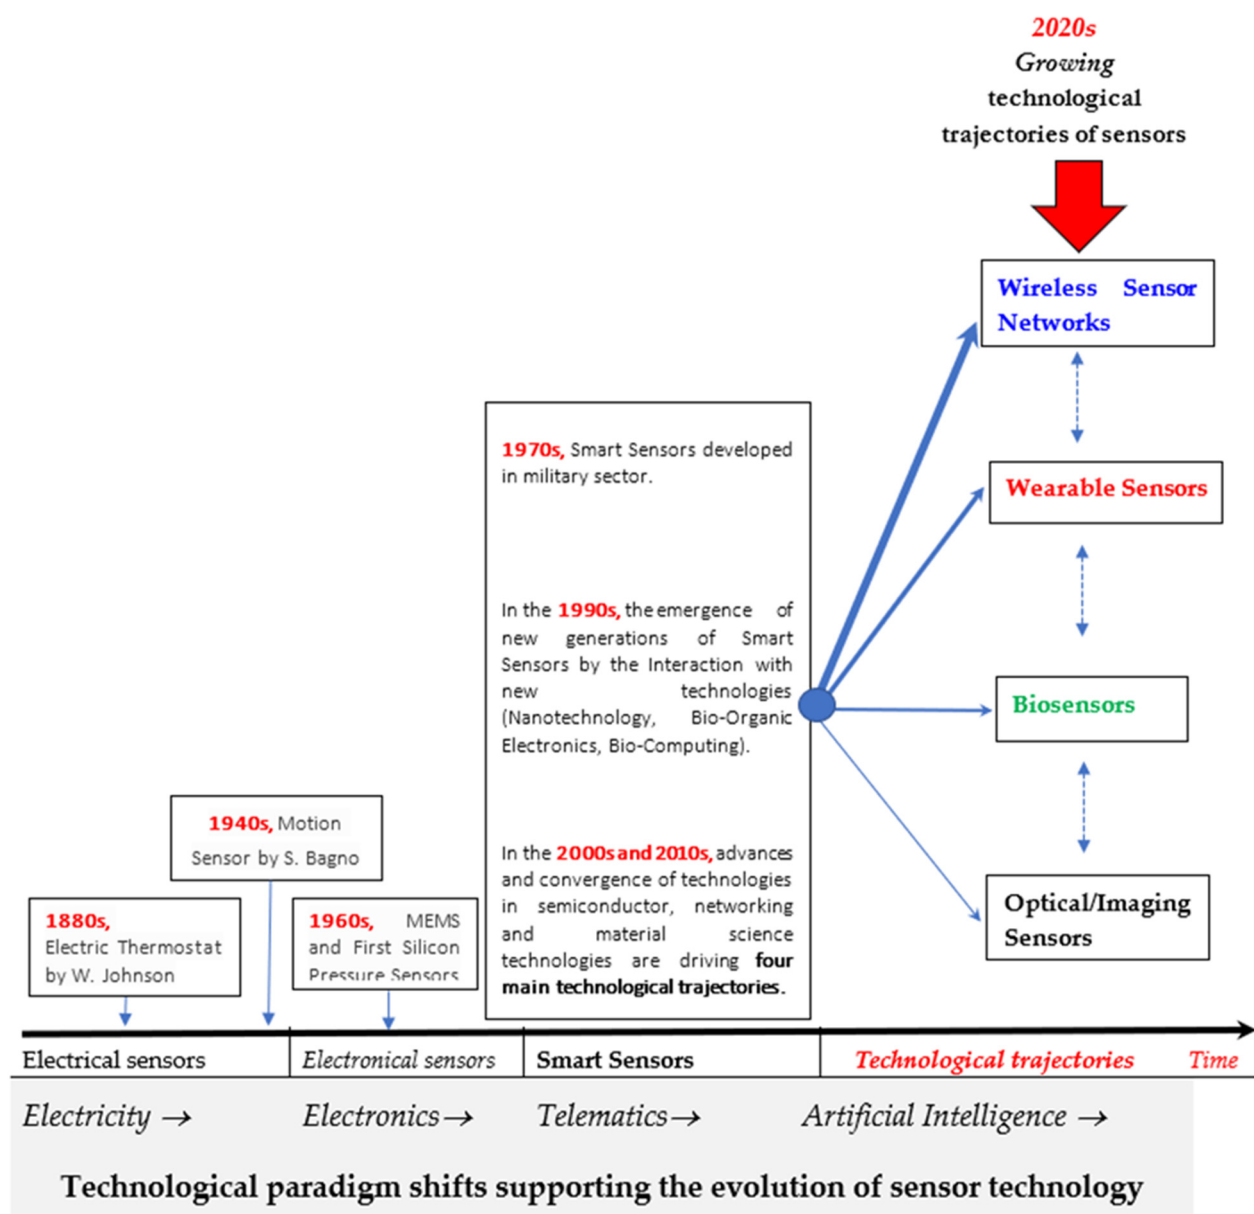 2020s
Growing
technological
trajectories of sensors
Wireless Sensor
Networks
Wearable Sensors
Biosensors
Optical/Imaging
Sensors
1970s, Smart Sensors developed
in military sector.
In the 1990s, the emergence of
new generations of Smart
Sensors by the Interaction with
new technologies
(Nanotechnology, Bio-Organic
Electronics, Bio-Computing).
In the 2000s and 2010s, advances
and convergence of technologies
in semiconductor, networking
and material science
technologies are driving four
main technological trajectories.
1940s, Motion
Sensor by S. Bagno
1880s,
Electric Thermostat
by W. Johnson
1960s, MEMS
and First Silicon
Pressure Sensors
Electrical sensors
Electronical sensors
Smart Sensors
Technological trajectories
Time
Electricity →
Electronics→
Telematics→
Artificial Intelligence →
Technological paradigm shifts supporting the evolution of sensor technology